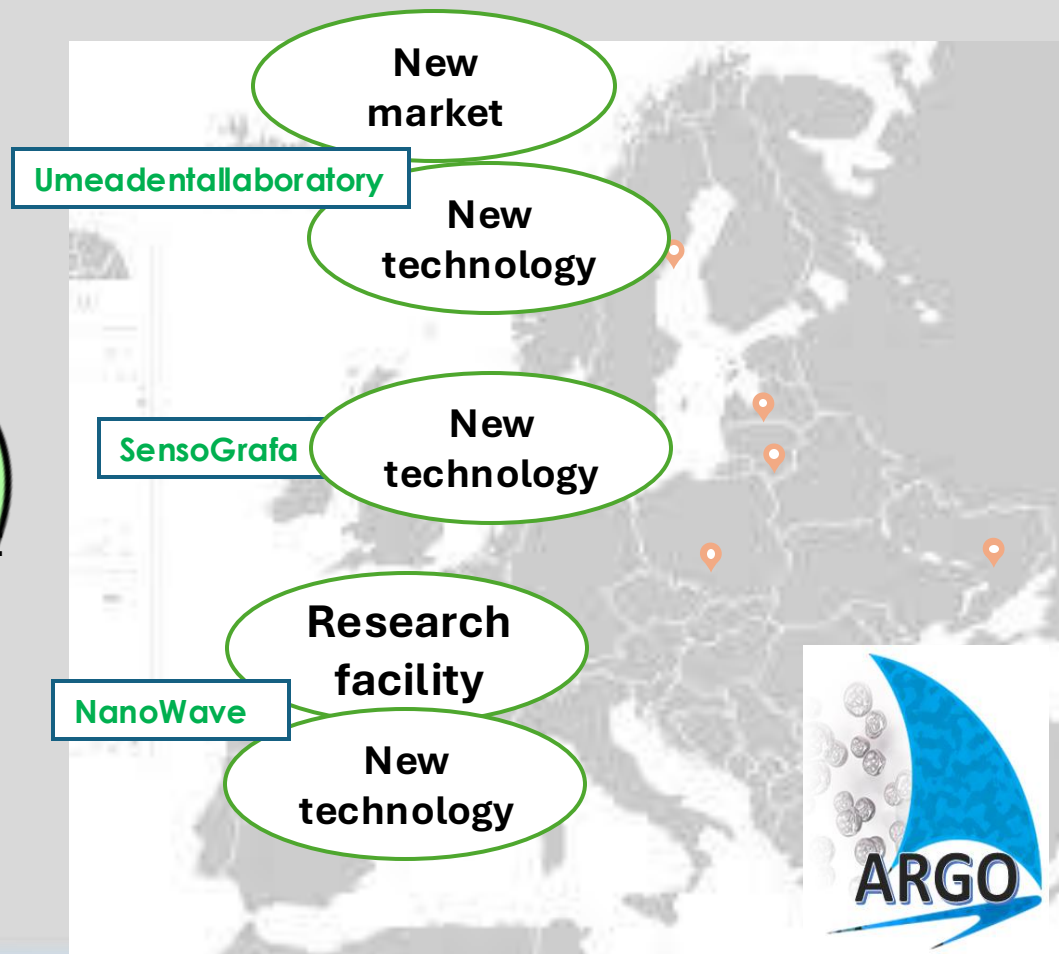 New
market
Umeadentallaboratory
New
technology
SensoGrafa
New
technology
Research
facility
NanoWave
New
technology
ARGO